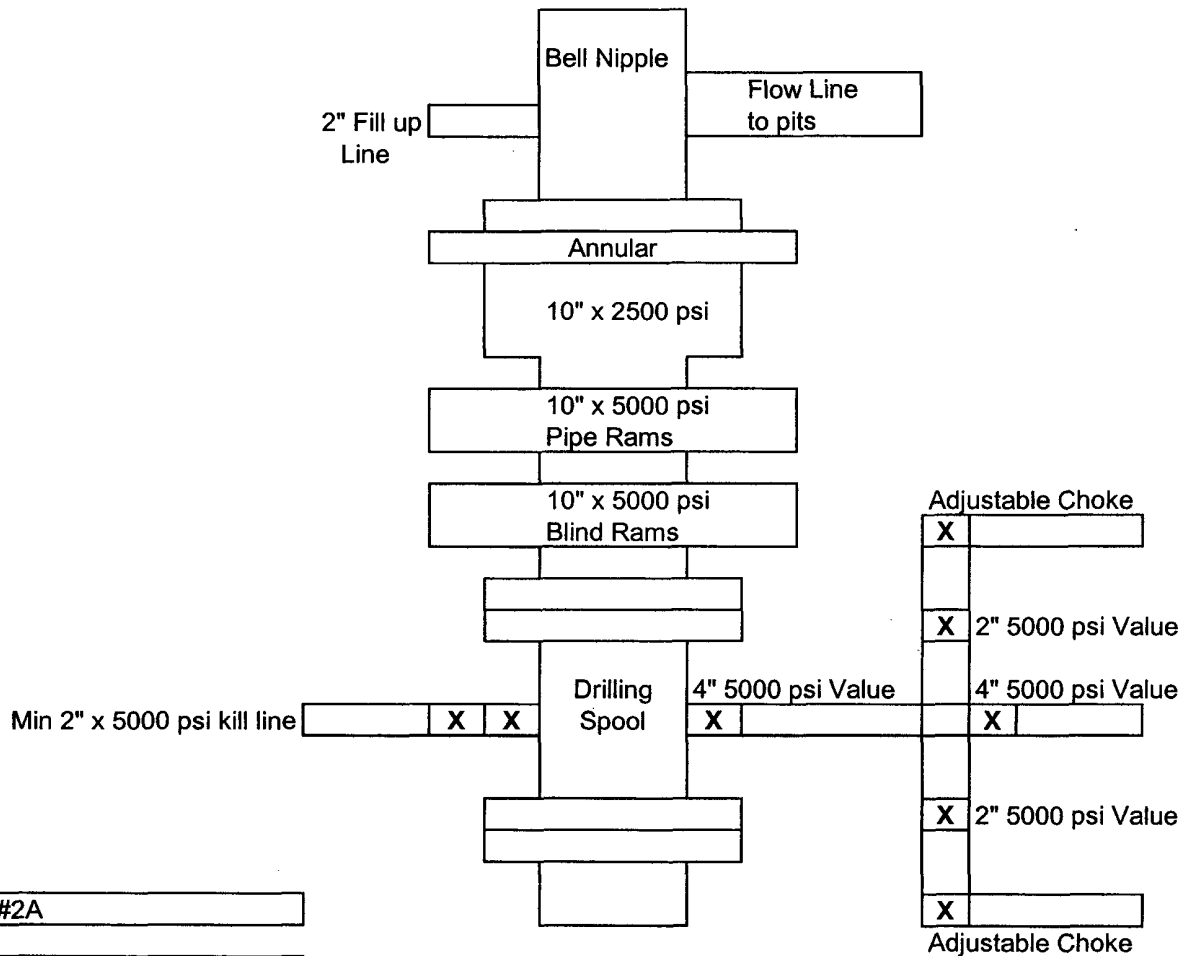 Bell Nipple
Flow Line
to pits
2" Fill up
Line
Annular
10" x 2500 psi
10" x 5000 psi
Pipe Rams
10" x 5000 psi
Blind Rams
Adjustable Choke
X
X 2" 5000 psi Value
Drilling
Spool
4" 5000 psi Value
4" 5000 psi Value
Min 2" x 5000 psi kill line
X X
X
X
X 2" 5000 psi Value
#2A
X
Adjustable Choke